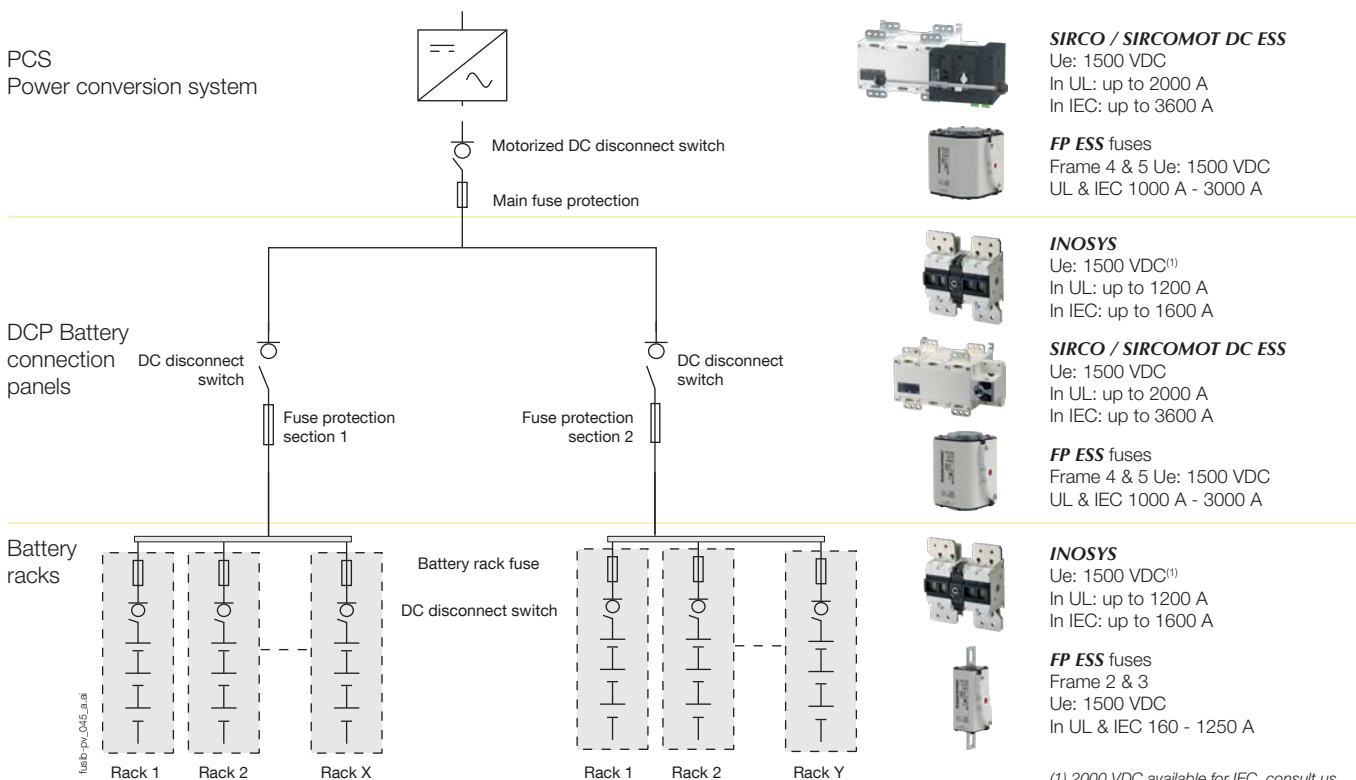 PCS
Power conversion system
Motorized DC disconnect switch
Main fuse protection
SIRCO / SIRCOMOT DC ESS
Ue: 1500 VDC
In UL: up to 2000 A
In IEC: up to 3600 A
FP ESS fuses
Frame 4 & 5 Ue: 1500 VDC
UL & IEC 1000 A - 3000 A
DCP Battery
connection
panels
DC disconnect
switch
Fuse protection
section 1
DC disconnect
switch
Fuse protection
section 2
INOSYS
Ue: 1500 VDC(1)
In UL: up to 1200 A
In IEC: up to 1600 A
SIRCO / SIRCOMOT DC ESS
Ue: 1500 VDC
In UL: up to 2000 A
In IEC: up to 3600 A
FP ESS fuses
Frame 4 & 5 Ue: 1500 VDC
UL & IEC 1000 A - 3000 A
Battery
racks
Battery rack fuse
DC disconnect switch
Rack 1
Rack 2
Rack X
Rack 1
Rack 2
Rack Y
fusib-pv_045_a.ai
INOSYS
Ue: 1500 VDC(1)
In UL: up to 1200 A
In IEC: up to 1600 A
FP ESS fuses
Frame 2 & 3
Ue: 1500 VDC
In UL & IEC 160 - 1250 A
(1) 2000 VDC available for IEC, consult us